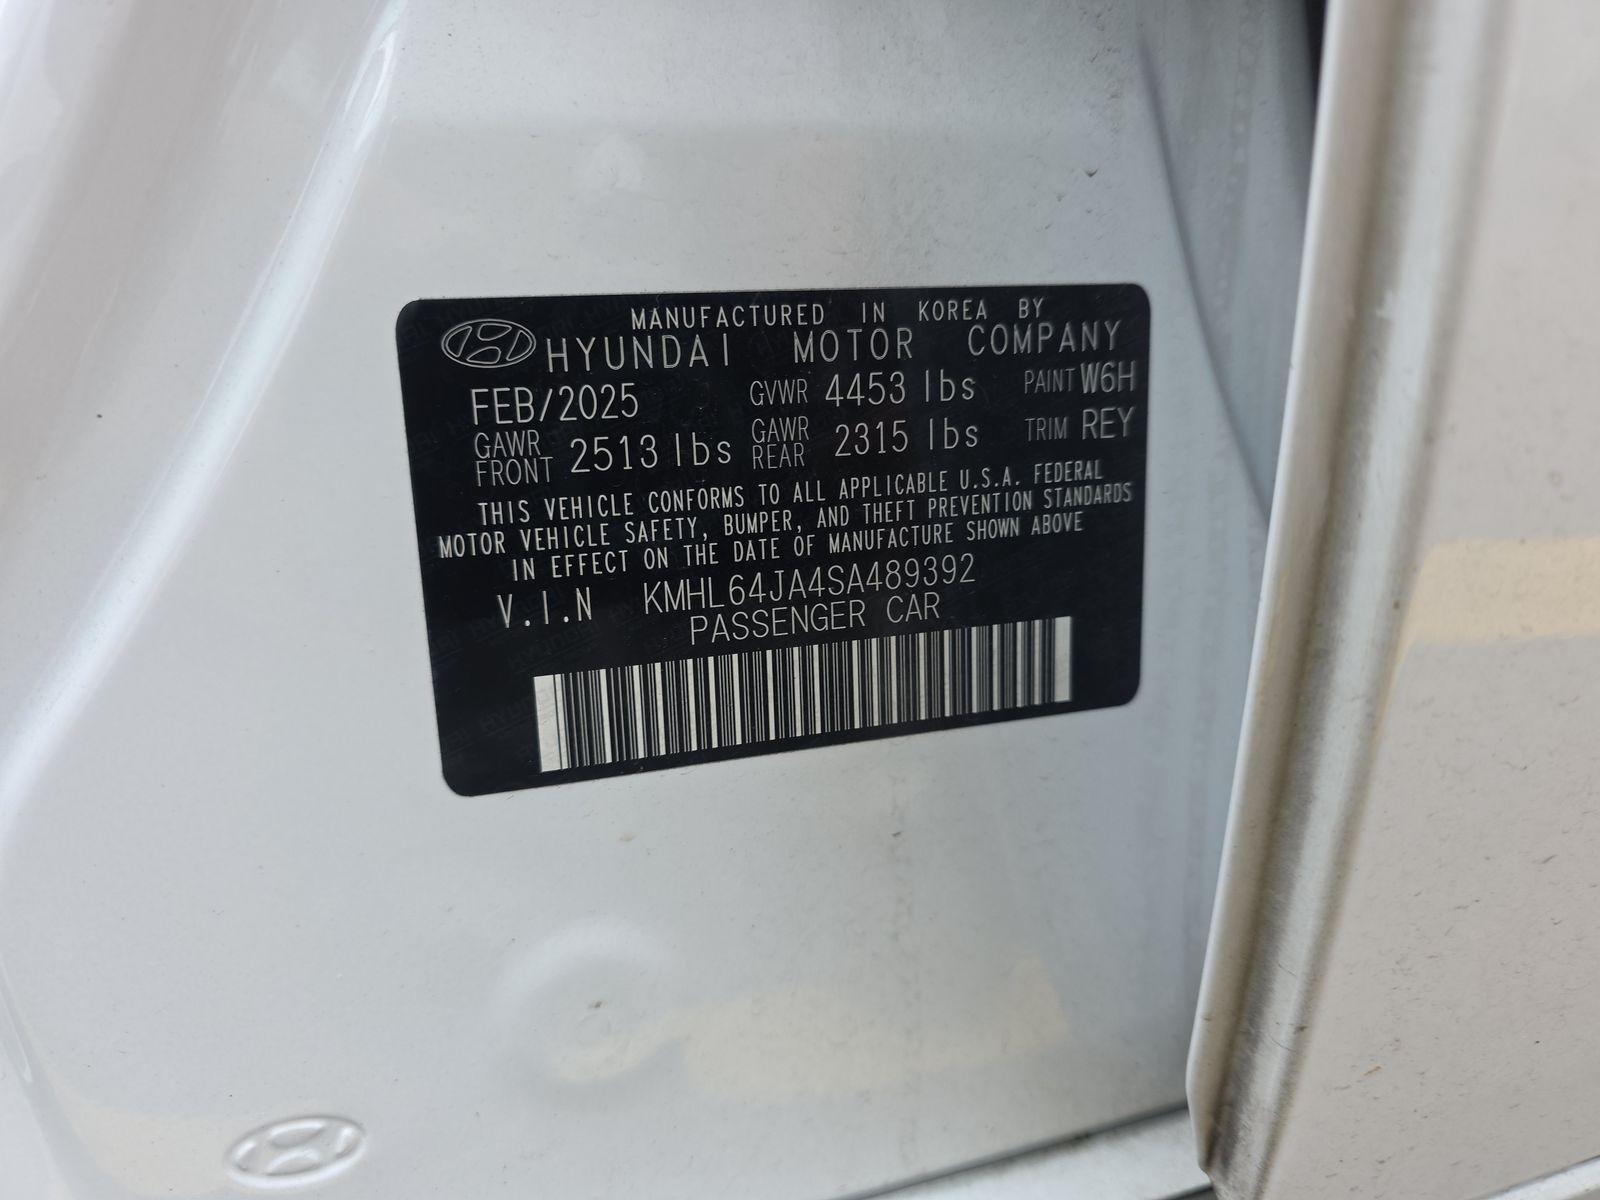 MANUFACTURED IN KOREA BY
HYUNDAI MOTOR COMPANY
FEB/2025 GVWR 4453 lbs PAINT W6H
GAWR FRONT 2513 lbs GAWR REAR 2315 lbs TRIM REY
THIS VEHICLE CONFORMS TO ALL APPLICABLE U.S.A. FEDERAL
MOTOR VEHICLE SAFETY, BUMPER, AND THEFT PREVENTION STANDARDS
IN EFFECT ON THE DATE OF MANUFACTURE SHOWN ABOVE
V.I.N KMHL64JA4SA489392
PASSENGER CAR